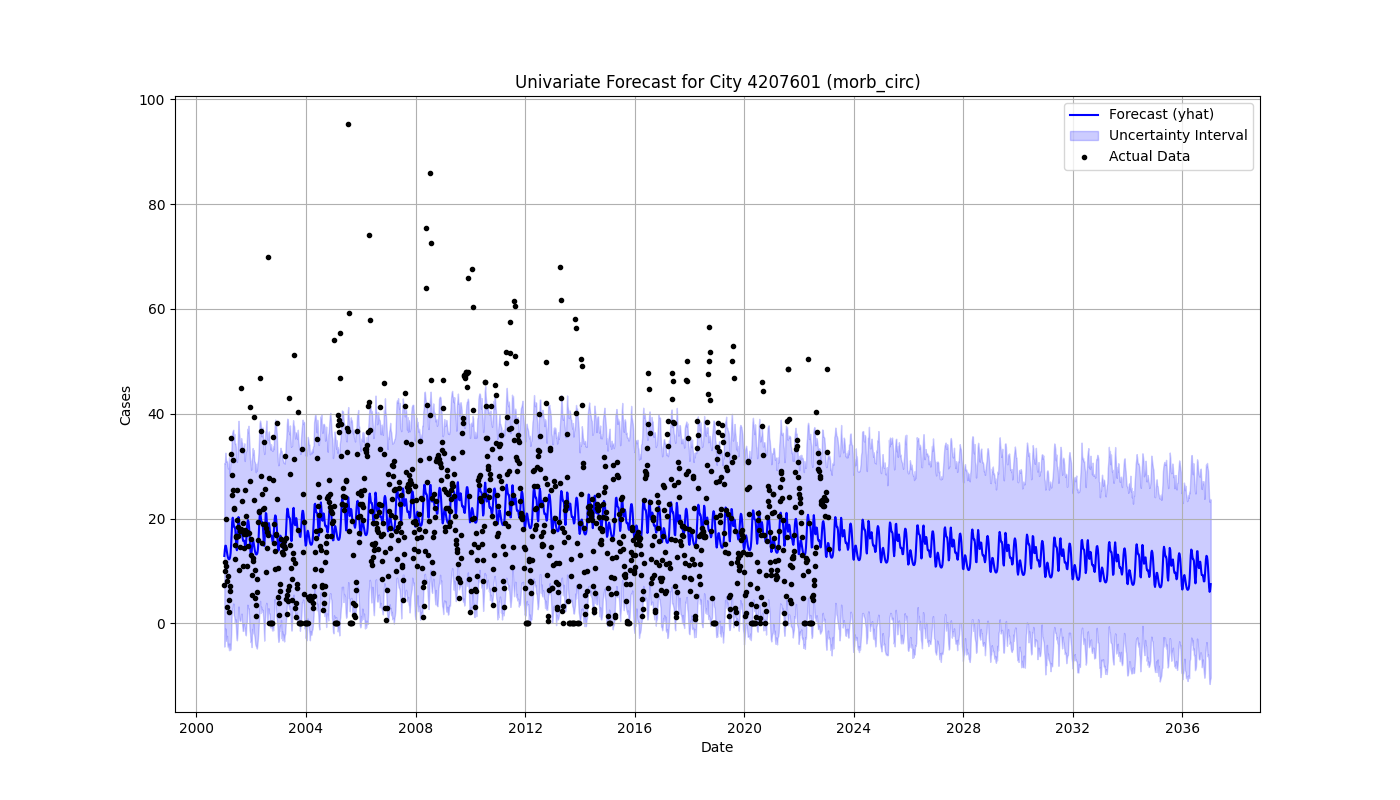 Univariate Forecast for City 4207601 (morb_circ)
100
80
60
40
20
0
Cases
Forecast (yhat)
Uncertainty Interval
Actual Data
2000 2004 2008 2012 2016 2020 2024 2028 2032 2036
Date